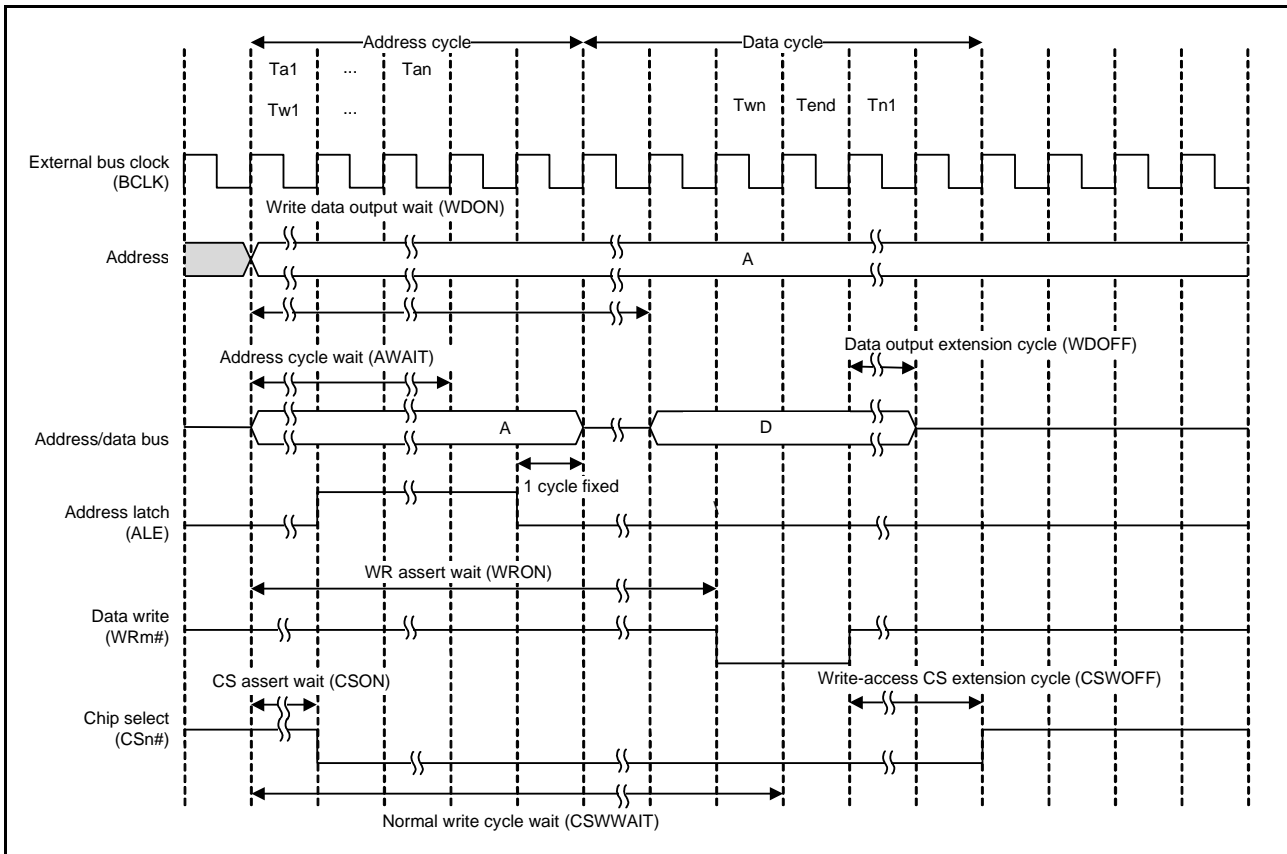 Address cycle Data cycle
Ta1 ... Tan
Twn Tend Tn1
Tw1 ...
External bus clock
(BCLK)
Write data output wait (WDON)
Address
A
Data output extension cycle (WDOFF)
Address cycle wait (AWAIT)
Address/data bus
A D
1 cycle fixed
Address latch
(ALE)
WR assert wait (WRON)
Data write
(WRm#)
CS assert wait (CSON)
Write-access CS extension cycle (CSWOFF)
Chip select
(CSn#)
Normal write cycle wait (CSWWAIT)